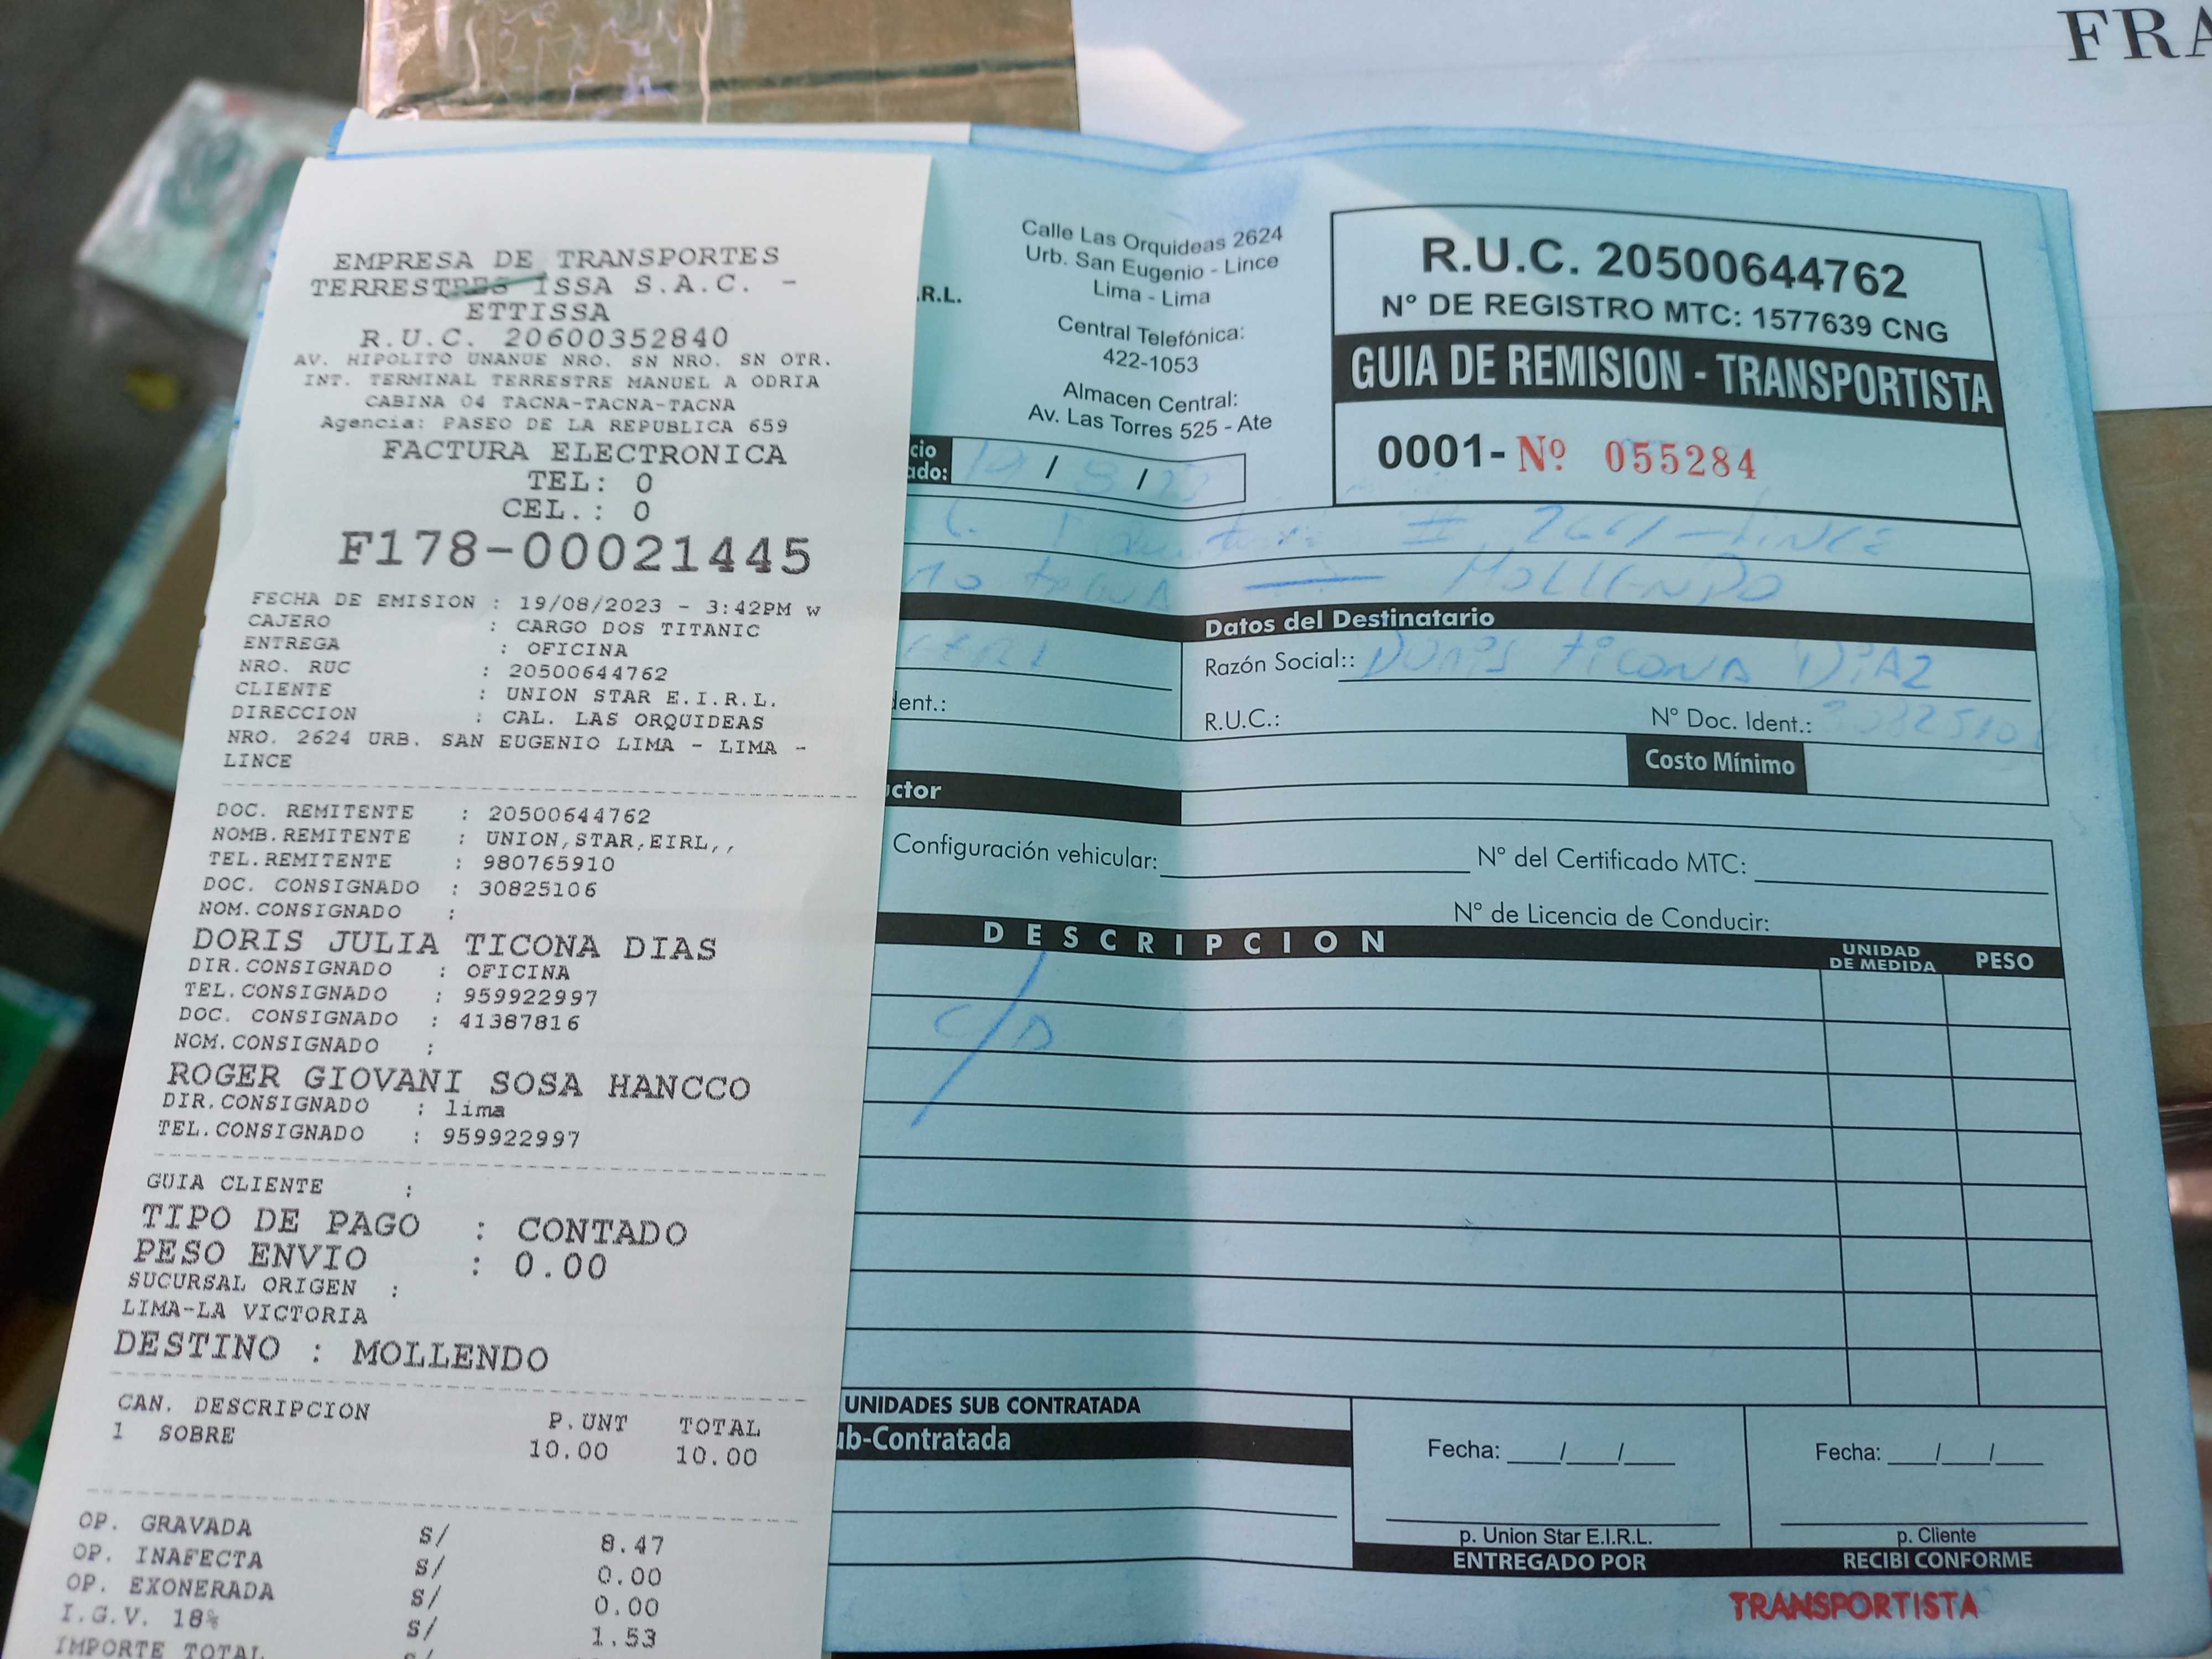 FRA
EMPRESA DE TRANSPORTES
TERRESTRES ISSA S.A.C. -
ETTISSA
R.U.C. 20600352840
AV. HIPOLITO UNANUE NRO. SN NRO. SN OTR.
INT. TERMINAL TERRESTRE MANUEL A ODRIA
CABINA 04 TACNA-TACNA-TACNA
Agencia: PASEO DE LA REPUBLICA 659
FACTURA ELECTRONICA
TEL: 0
CEL.: 0
F178-00021445
FECHA DE EMISION : 19/08/2023 - 3:42PM w
CAJERO : CARGO DOS TITANIC
ENTREGA : OFICINA
NRO. RUC : 20500644762
CLIENTE : UNION STAR E.I.R.L.
DIRECCION : CAL. LAS ORQUIDEAS
NRO. 2624 URB. SAN EUGENIO LIMA - LIMA -
LINCE
DOC. REMITENTE : 20500644762
NOMB.REMITENTE : UNION,STAR,EIRL,,
TEL.REMITENTE : 980765910
DOC. CONSIGNADO : 30825106
NOM.CONSIGNADO :
DORIS JULIA TICONA DIAS
DIR.CONSIGNADO : OFICINA
TEL.CONSIGNADO : 959922997
DOC. CONSIGNADO : 41387816
NOM.CONSIGNADO :
ROGER GIOVANI SOSA HANCCO
DIR.CONSIGNADO : lima
TEL.CONSIGNADO : 959922997
GUIA CLIENTE :
TIPO DE PAGO : CONTADO
PESO ENVIO : 0.00
SUCURSAL ORIGEN :
LIMA-LA VICTORIA
DESTINO : MOLLENDO
CAN. DESCRIPCION P.UNT TOTAL
1 SOBRE 10.00 10.00
OP. GRAVADA S/ 8.47
OP. INAFECTA S/ 0.00
OP. EXONERADA S/ 0.00
I.G.V. 18% S/ 1.53
IMPORTE TOTAL
.R.L.
Calle Las Orquideas 2624
Urb. San Eugenio - Lince
Lima - Lima
Central Telefónica:
422-1053
Almacen Central:
Av. Las Torres 525 - Ate
R.U.C. 20500644762
N° DE REGISTRO MTC: 1577639 CNG
GUIA DE REMISION - TRANSPORTISTA
0001- Nº 055284
cio
ado: / /
LINCE
MOLLENDO
Datos del Destinatario
Razón Social:: DORIS TICONA DIAZ
dent.:
R.U.C.: N° Doc. Ident.:
Costo Mínimo
ctor
Configuración vehicular: N° del Certificado MTC:
N° de Licencia de Conducir:
DESCRIPCION UNIDAD DE MEDIDA PESO
UNIDADES SUB CONTRATADA
ub-Contratada
Fecha: / / Fecha: / /
p. Union Star E.I.R.L. p. Cliente
ENTREGADO POR RECIBI CONFORME
TRANSPORTISTA